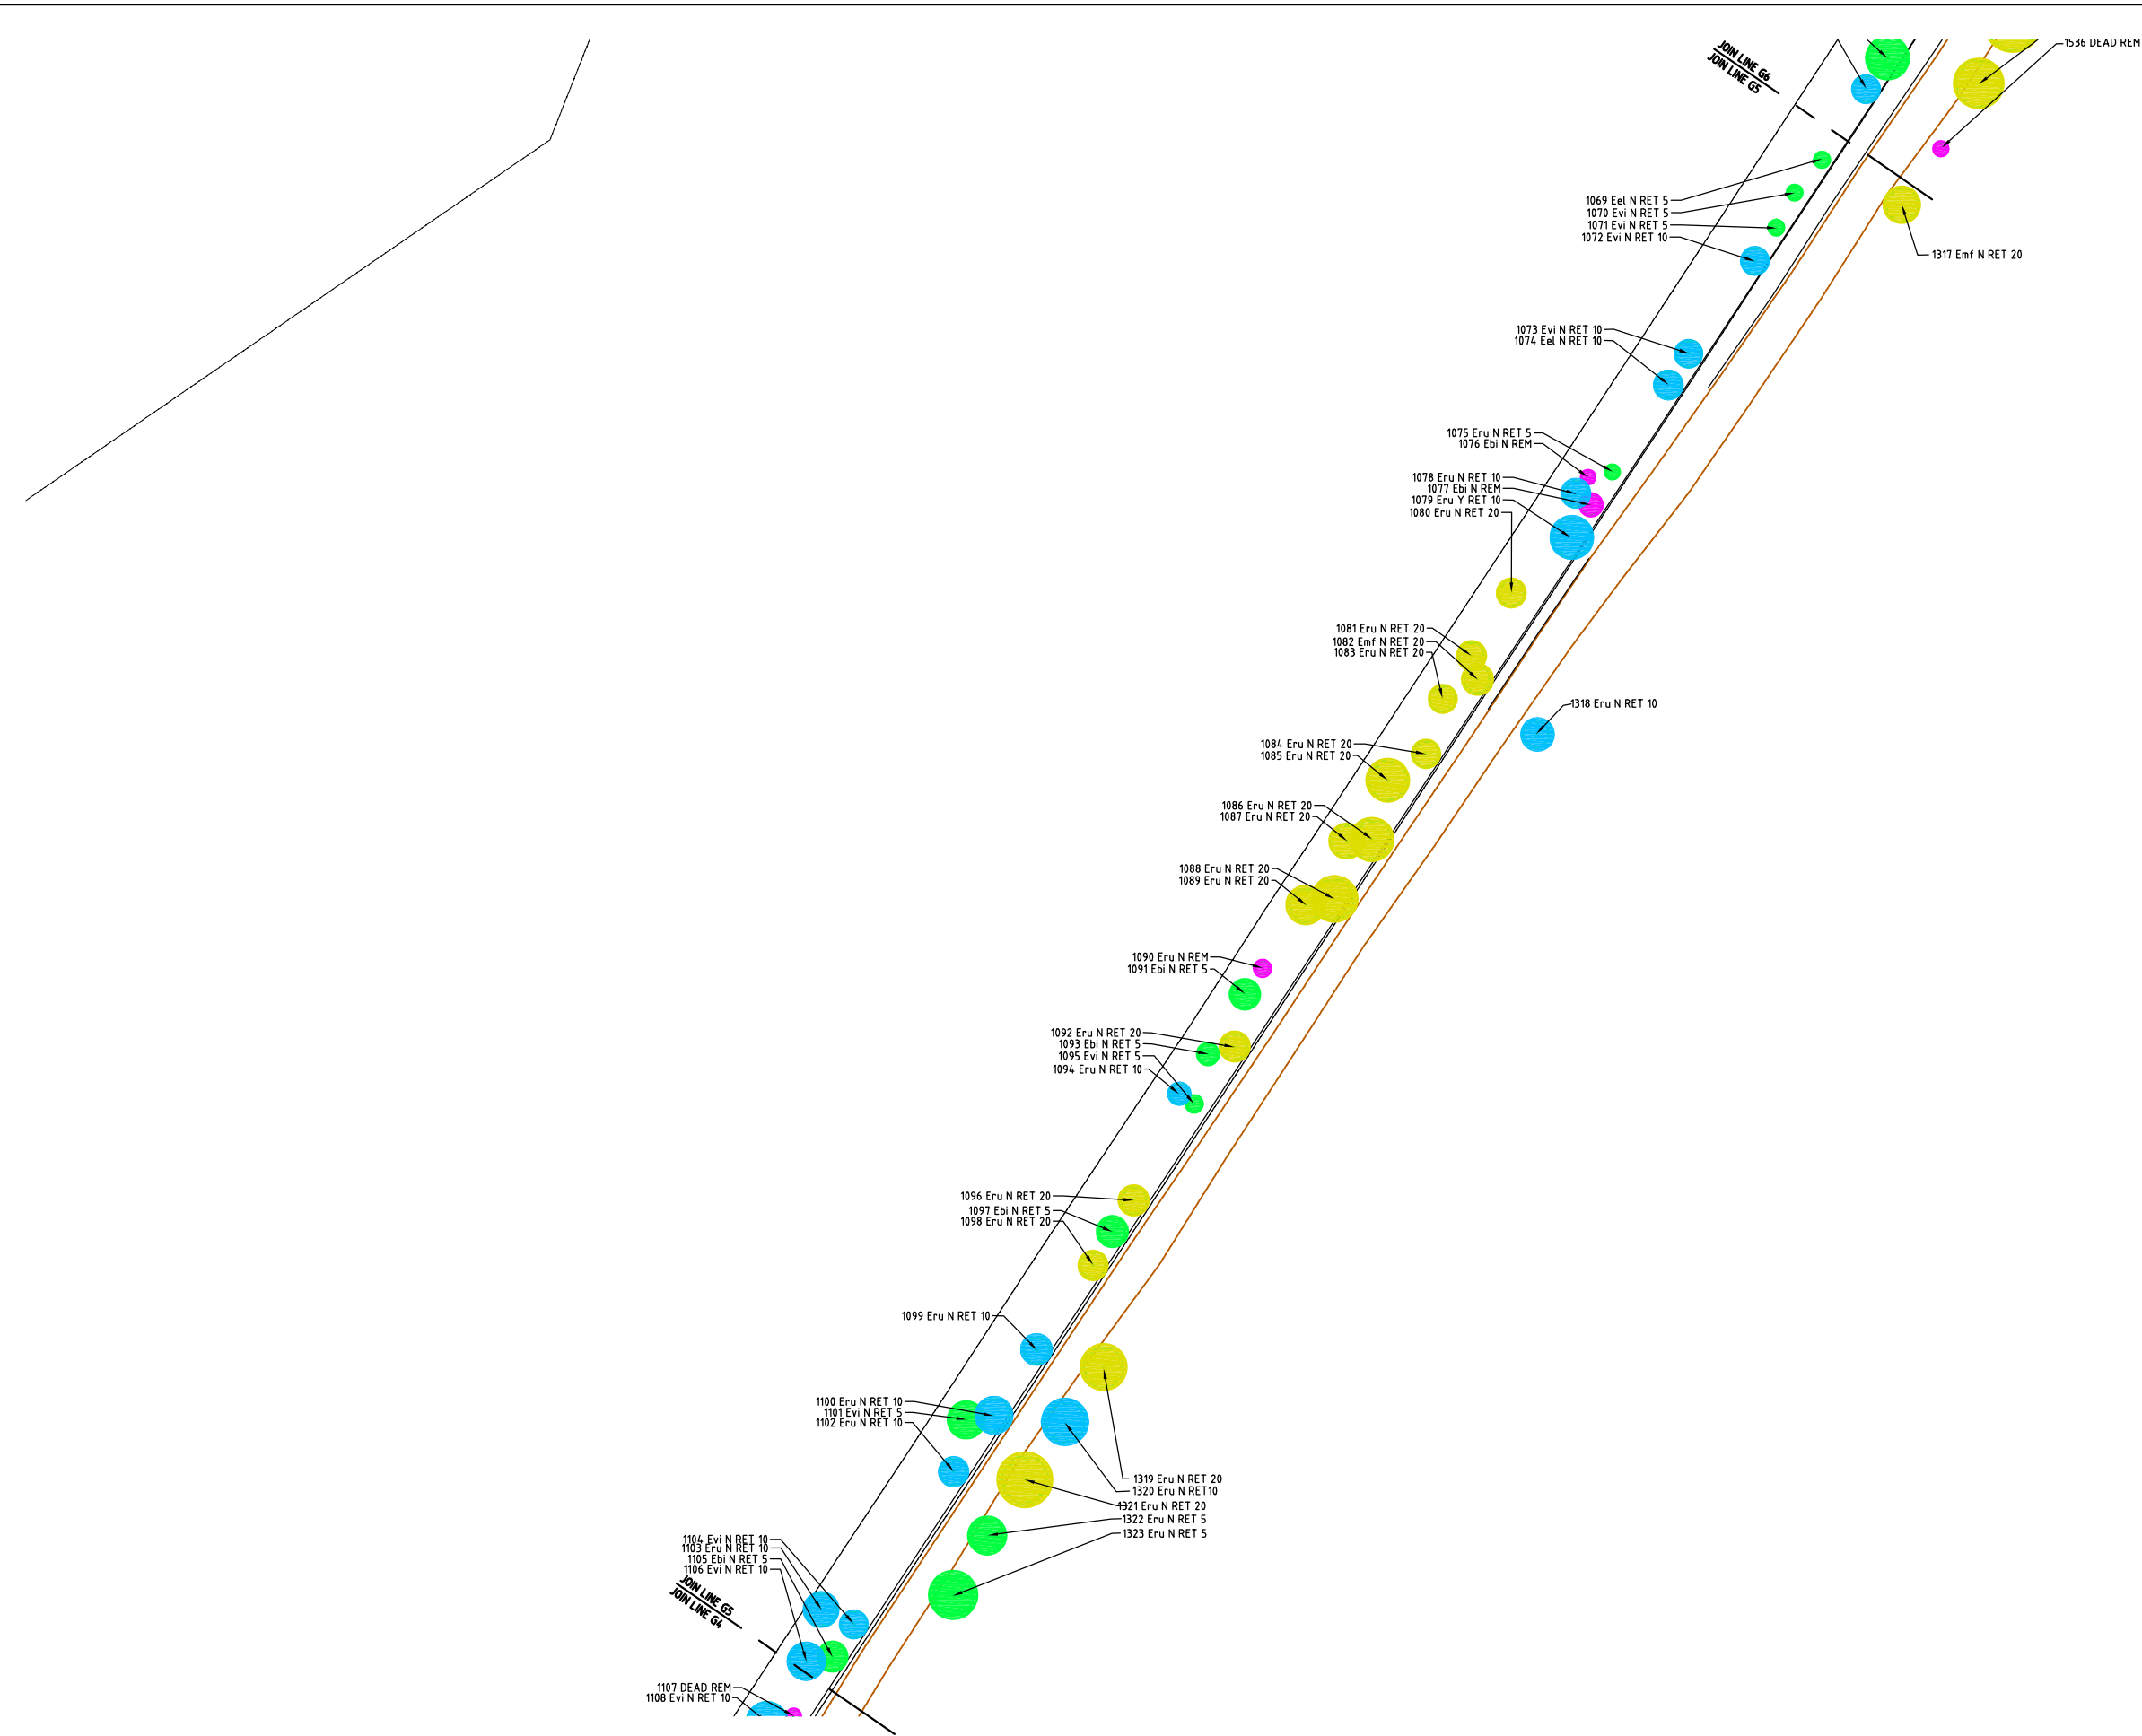 1536 DEAD REM
JOIN LINE G6
JOIN LINE G5
1069 Eel N RET 5
1070 Evi N RET 5
1071 Evi N RET 5
1072 Evi N RET 10
1317 Emf N RET 20
1073 Evi N RET 10
1074 Eel N RET 10
1075 Eru N RET 5
1076 Ebi N REM
1078 Eru N RET 10
1077 Ebi N REM
1079 Eru Y RET 10
1080 Eru N RET 20
1081 Eru N RET 20
1082 Emf N RET 20
1083 Eru N RET 20
1318 Eru N RET 10
1084 Eru N RET 20
1085 Eru N RET 20
1086 Eru N RET 20
1087 Eru N RET 20
1088 Eru N RET 20
1089 Eru N RET 20
1090 Eru N REM
1091 Ebi N RET 5
1092 Eru N RET 20
1093 Ebi N RET 5
1095 Evi N RET 5
1094 Eru N RET 10
1096 Eru N RET 20
1097 Ebi N RET 5
1098 Eru N RET 20
1099 Eru N RET 10
1100 Eru N RET 10
1101 Evi N RET 5
1102 Eru N RET 10
1319 Eru N RET 20
1320 Eru N RET10
1321 Eru N RET 20
1322 Eru N RET 5
1323 Eru N RET 5
1104 Evi N RET 10
1103 Eru N RET 10
1105 Ebi N RET 5
1106 Evi N RET 10
JOIN LINE G5
JOIN LINE G4
1107 DEAD REM
1108 Evi N RET 10